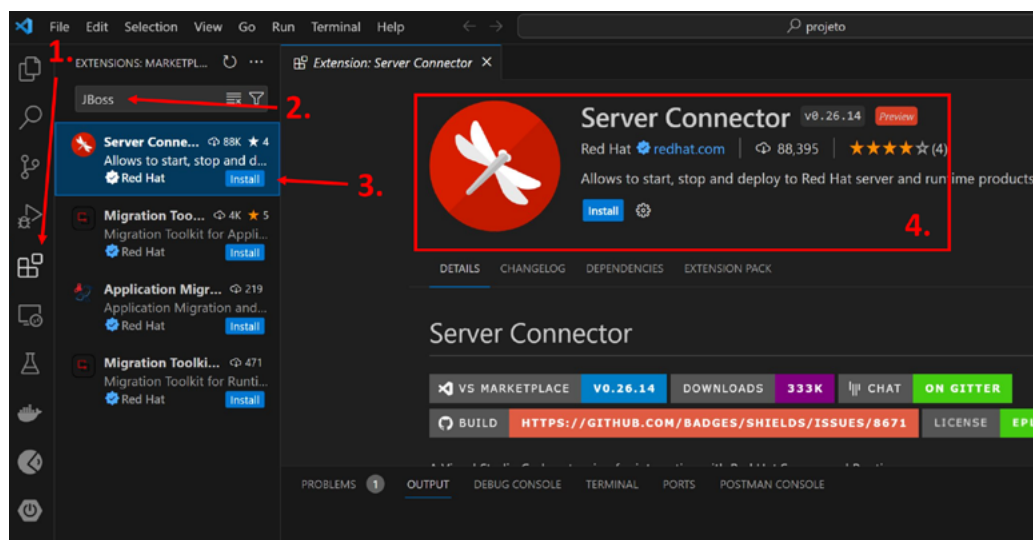 File Edit Selection View Go Run Terminal Help
projeto
1.
EXTENSIONS: MARKETPL...
Extension: Server Connector
JBoss
2.
Server Conne... 88K ★ 4
Allows to start, stop and d...
Red Hat Install
3.
Migration Too... 4K ★ 5
Migration Toolkit for Appli...
Red Hat Install
Application Migr... 219
Application Migration and...
Red Hat Install
Migration Toolki... 471
Migration Toolkit for Runti...
Red Hat Install
Server Connector v0.26.14 Preview
Red Hat redhat.com | 88,395 | ★★★★☆(4)
Allows to start, stop and deploy to Red Hat server and runtime products
Install
4.
DETAILS CHANGELOG DEPENDENCIES EXTENSION PACK
Server Connector
VS MARKETPLACE V0.26.14 DOWNLOADS 333K CHAT ON GITTER
BUILD HTTPS://GITHUB.COM/BADGES/SHIELDS/ISSUES/8671 LICENSE EPL
PROBLEMS 1 OUTPUT DEBUG CONSOLE TERMINAL PORTS POSTMAN CONSOLE